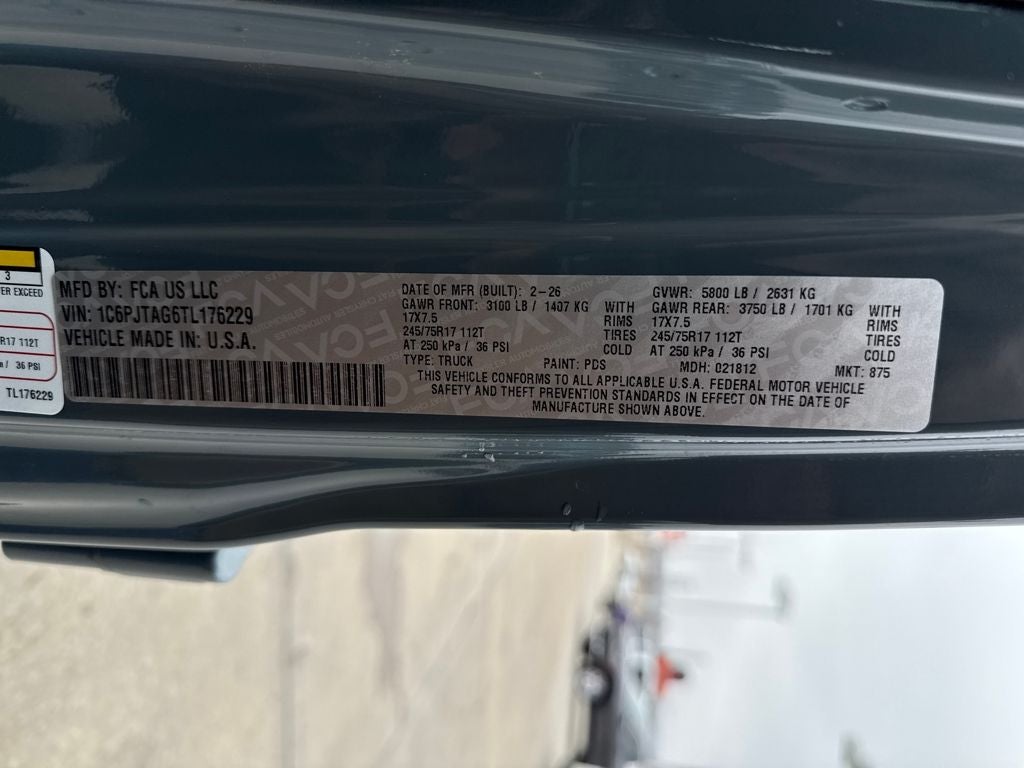 3
ER EXCEED
R17 112T
a / 36 PSI
TL176229
MFD BY: FCA US LLC
VIN: 1C6PJTAG6TL176229
VEHICLE MADE IN: U.S.A.
DATE OF MFR (BUILT): 2-26
GAWR FRONT: 3100 LB / 1407 KG WITH
17X7.5 RIMS
245/75R17 112T TIRES
AT 250 kPa / 36 PSI COLD
TYPE: TRUCK PAINT: PDS
GVWR: 5800 LB / 2631 KG
GAWR REAR: 3750 LB / 1701 KG WITH
17X7.5 RIMS
245/75R17 112T TIRES
AT 250 kPa / 36 PSI COLD
MDH: 021812 MKT: 875
THIS VEHICLE CONFORMS TO ALL APPLICABLE U.S.A. FEDERAL MOTOR VEHICLE
SAFETY AND THEFT PREVENTION STANDARDS IN EFFECT ON THE DATE OF
MANUFACTURE SHOWN ABOVE.